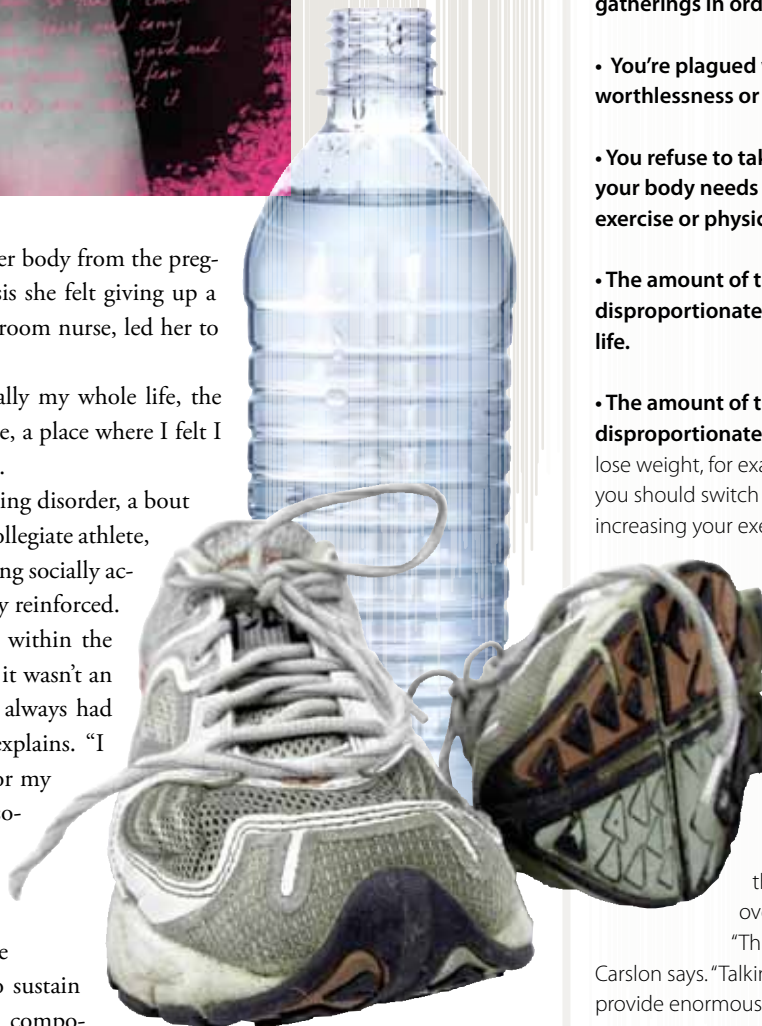 er body from the preg-
sis she felt giving up a
room nurse, led her to
ally my whole life, the
e, a place where I felt I
ing disorder, a bout
ollegiate athlete,
ng socially ac-
y reinforced.
within the
it wasn't an
always had
explains. “I
or my
o-
e
o sustain
compo-
gatherings in ord
• You’re plagued
worthlessness or
• You refuse to tak
your body needs
exercise or physic
• The amount of t
disproportionate
life.
• The amount of t
disproportionate
lose weight, for exa
you should switch
increasing your exe
th
ov
“Th
Carslon says. “Talkin
provide enormous